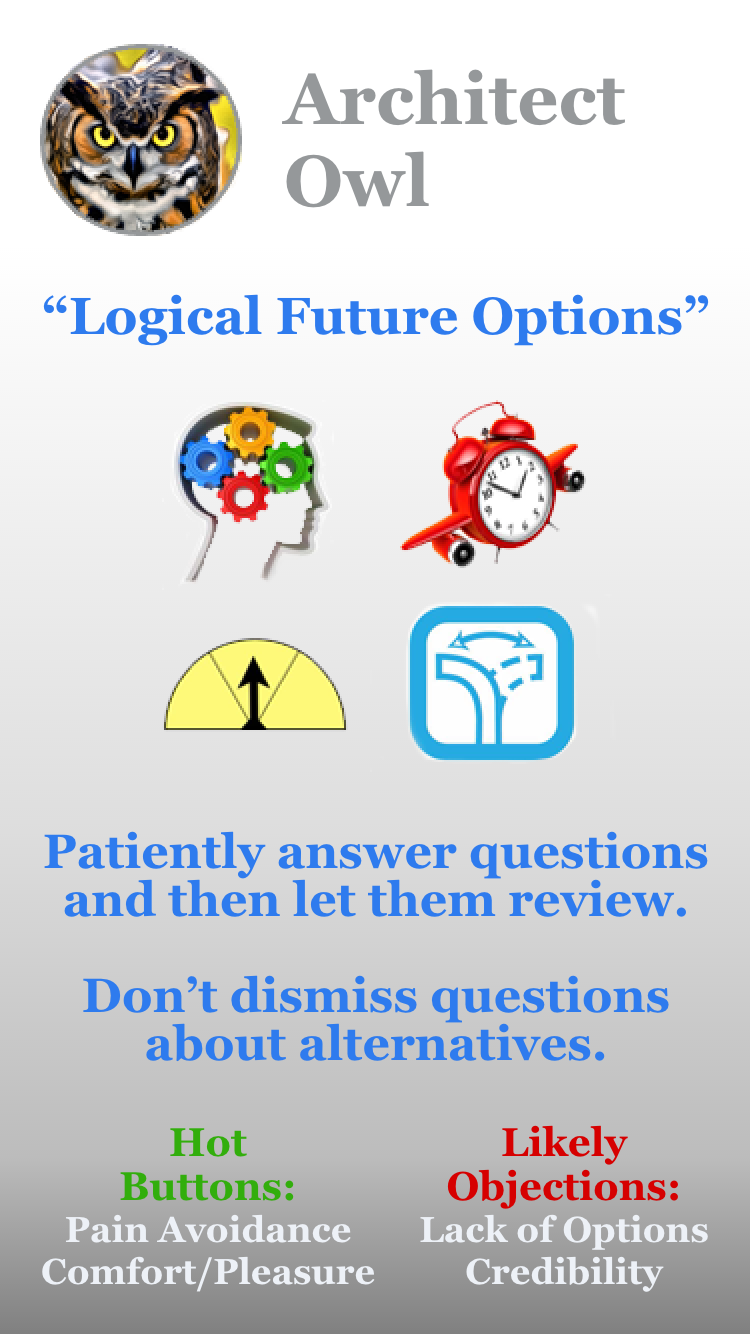 Architect
Owl
“Logical Future Options”
Patiently answer questions
and then let them review.
Don’t dismiss questions
about alternatives.
Hot
Buttons:
Pain Avoidance
Comfort/Pleasure
Likely
Objections:
Lack of Options
Credibility